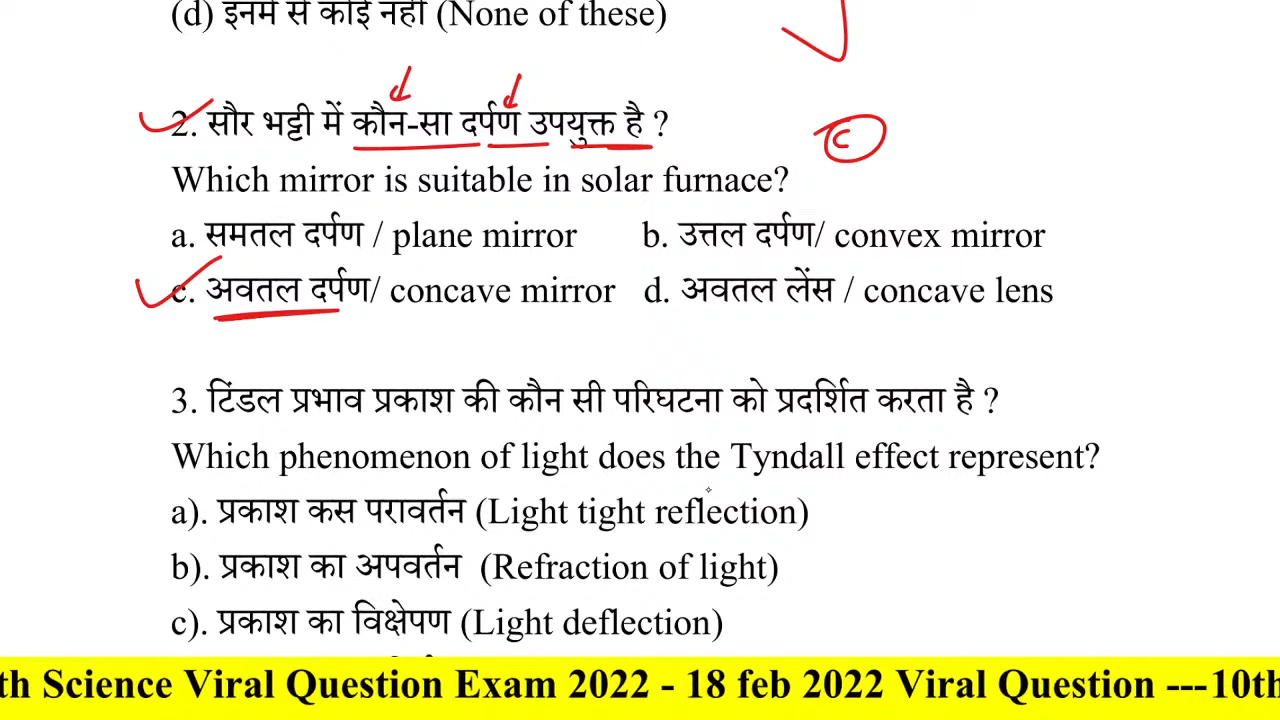 (d) इनमें से कोई नहीं (None of these)
2. सौर भट्टी में कौन-सा दर्पण उपयुक्त है ?
C
Which mirror is suitable in solar furnace?
a. समतल दर्पण / plane mirror b. उत्तल दर्पण/ convex mirror
c. अवतल दर्पण/ concave mirror d. अवतल लेंस / concave lens
3. टिंडल प्रभाव प्रकाश की कौन सी परिघटना को प्रदर्शित करता है ?
Which phenomenon of light does the Tyndall effect represent?
a). प्रकाश कस परावर्तन (Light tight reflection)
b). प्रकाश का अपवर्तन (Refraction of light)
c). प्रकाश का विक्षेपण (Light deflection)
th Science Viral Question Exam 2022 - 18 feb 2022 Viral Question ---10th